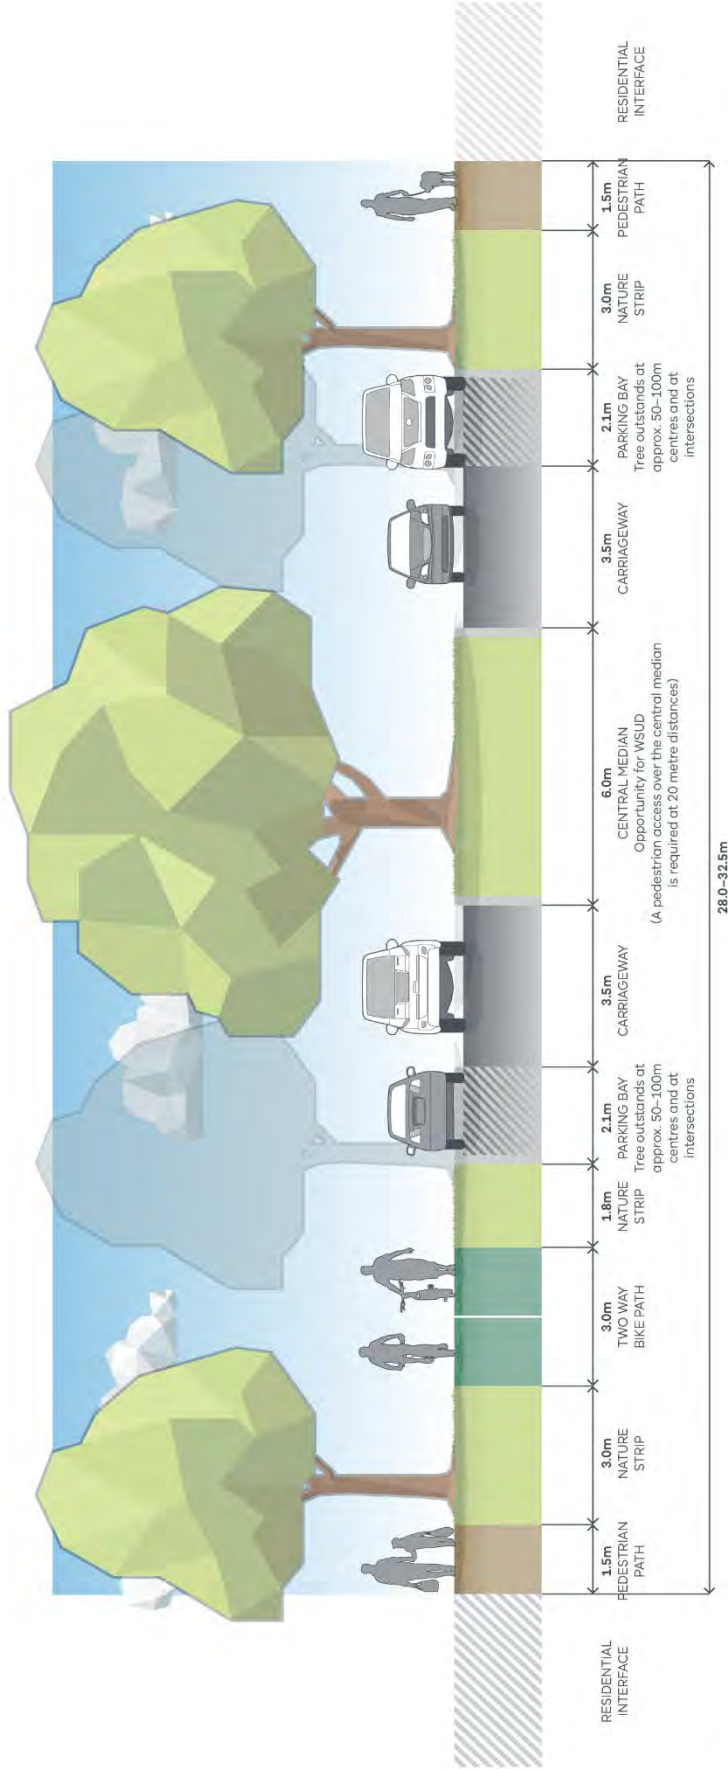 RESIDENTIAL
INTERFACE
1.5m
PEDESTRIAN
PATH
3.0m
NATURE
STRIP
3.0m
TWO WAY
BIKE PATH
1.8m
NATURE
STRIP
2.1m
PARKING BAY
Tree outstands at
approx. 50–100m
centres and at
intersections
3.5m
CARRIAGEWAY
6.0m
CENTRAL MEDIAN
Opportunity for WSUD
(A pedestrian access over the central median
is required at 20 metre distances)
3.5m
CARRIAGEWAY
2.1m
PARKING BAY
Tree outstands at
approx. 50–100m
centres and at
intersections
3.0m
NATURE
STRIP
1.5m
PEDESTRIAN
PATH
RESIDENTIAL
INTERFACE
28.0–32.5m